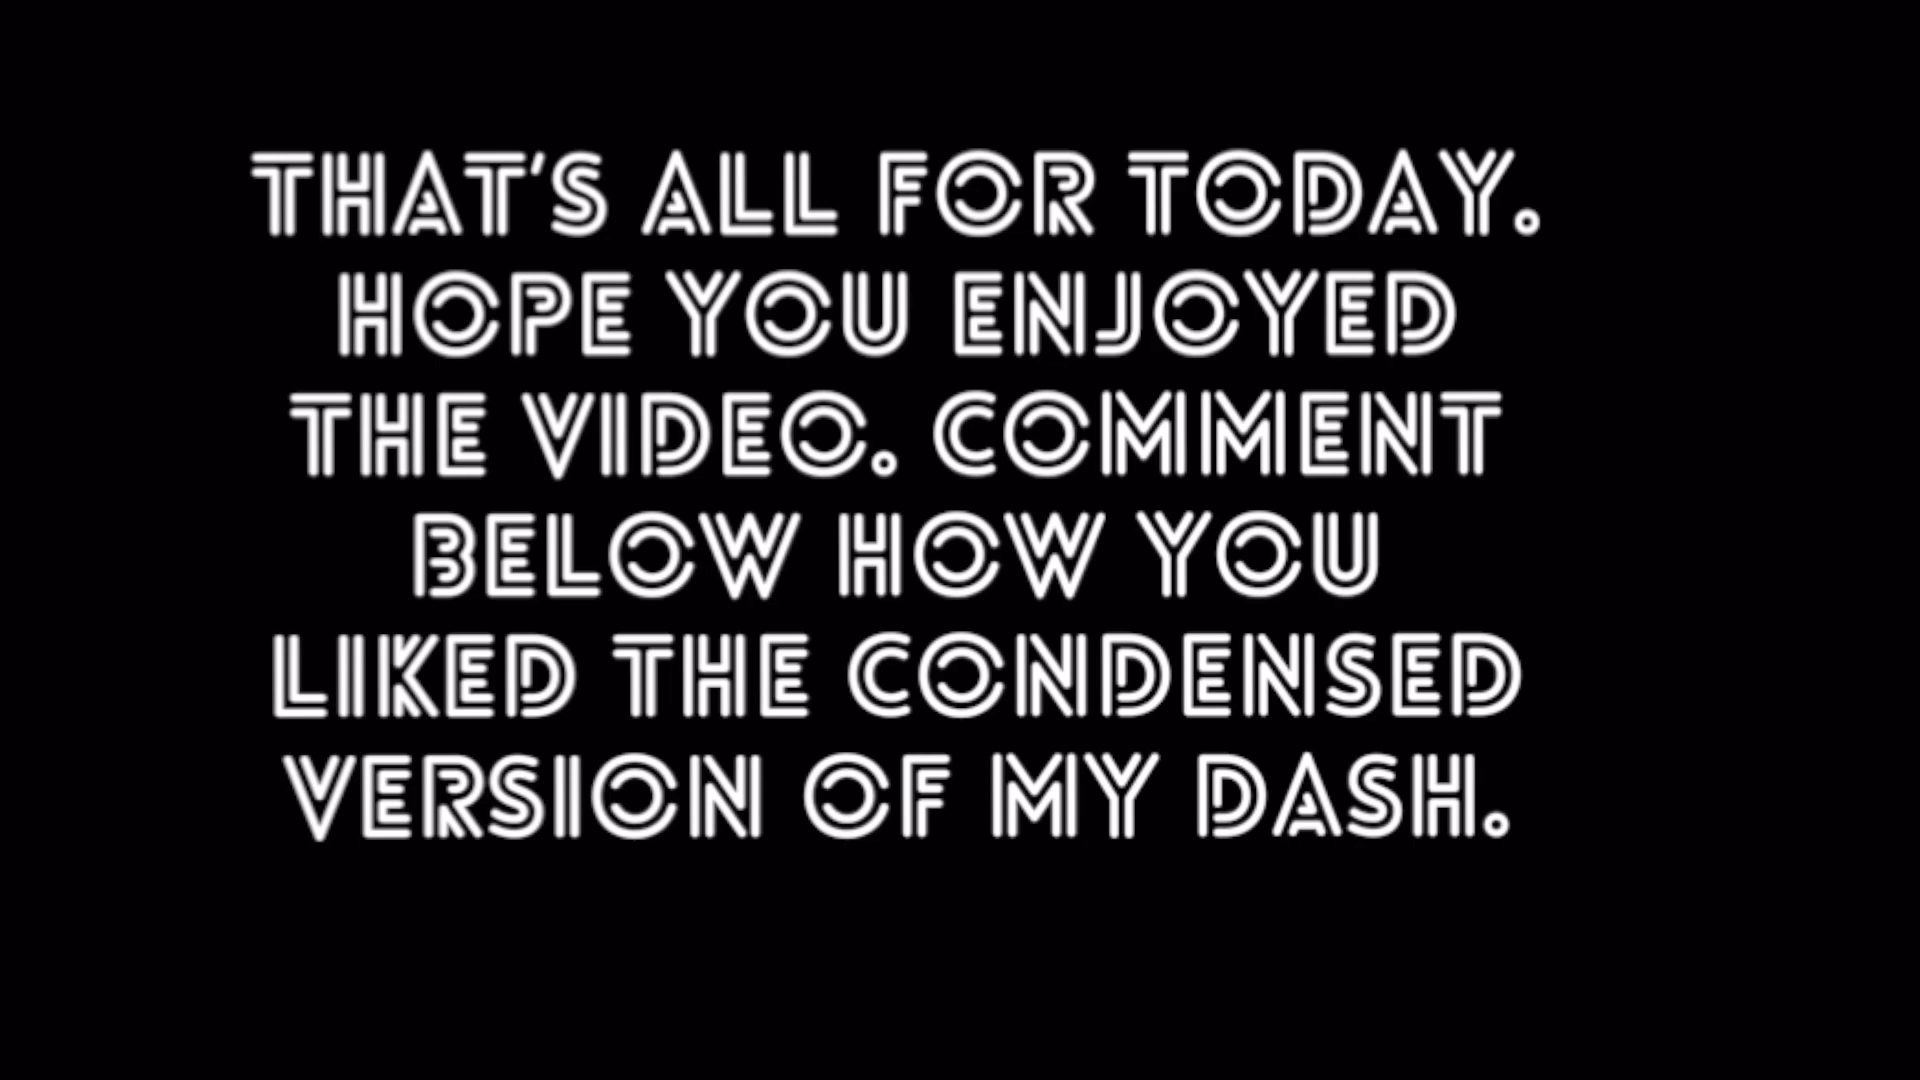 THAT'S ALL FOR TODAY.
HOPE YOU ENJOYED
THE VIDEO. COMMENT
BELOW HOW YOU
LIKED THE CONDENSED
VERSION OF MY DASH.